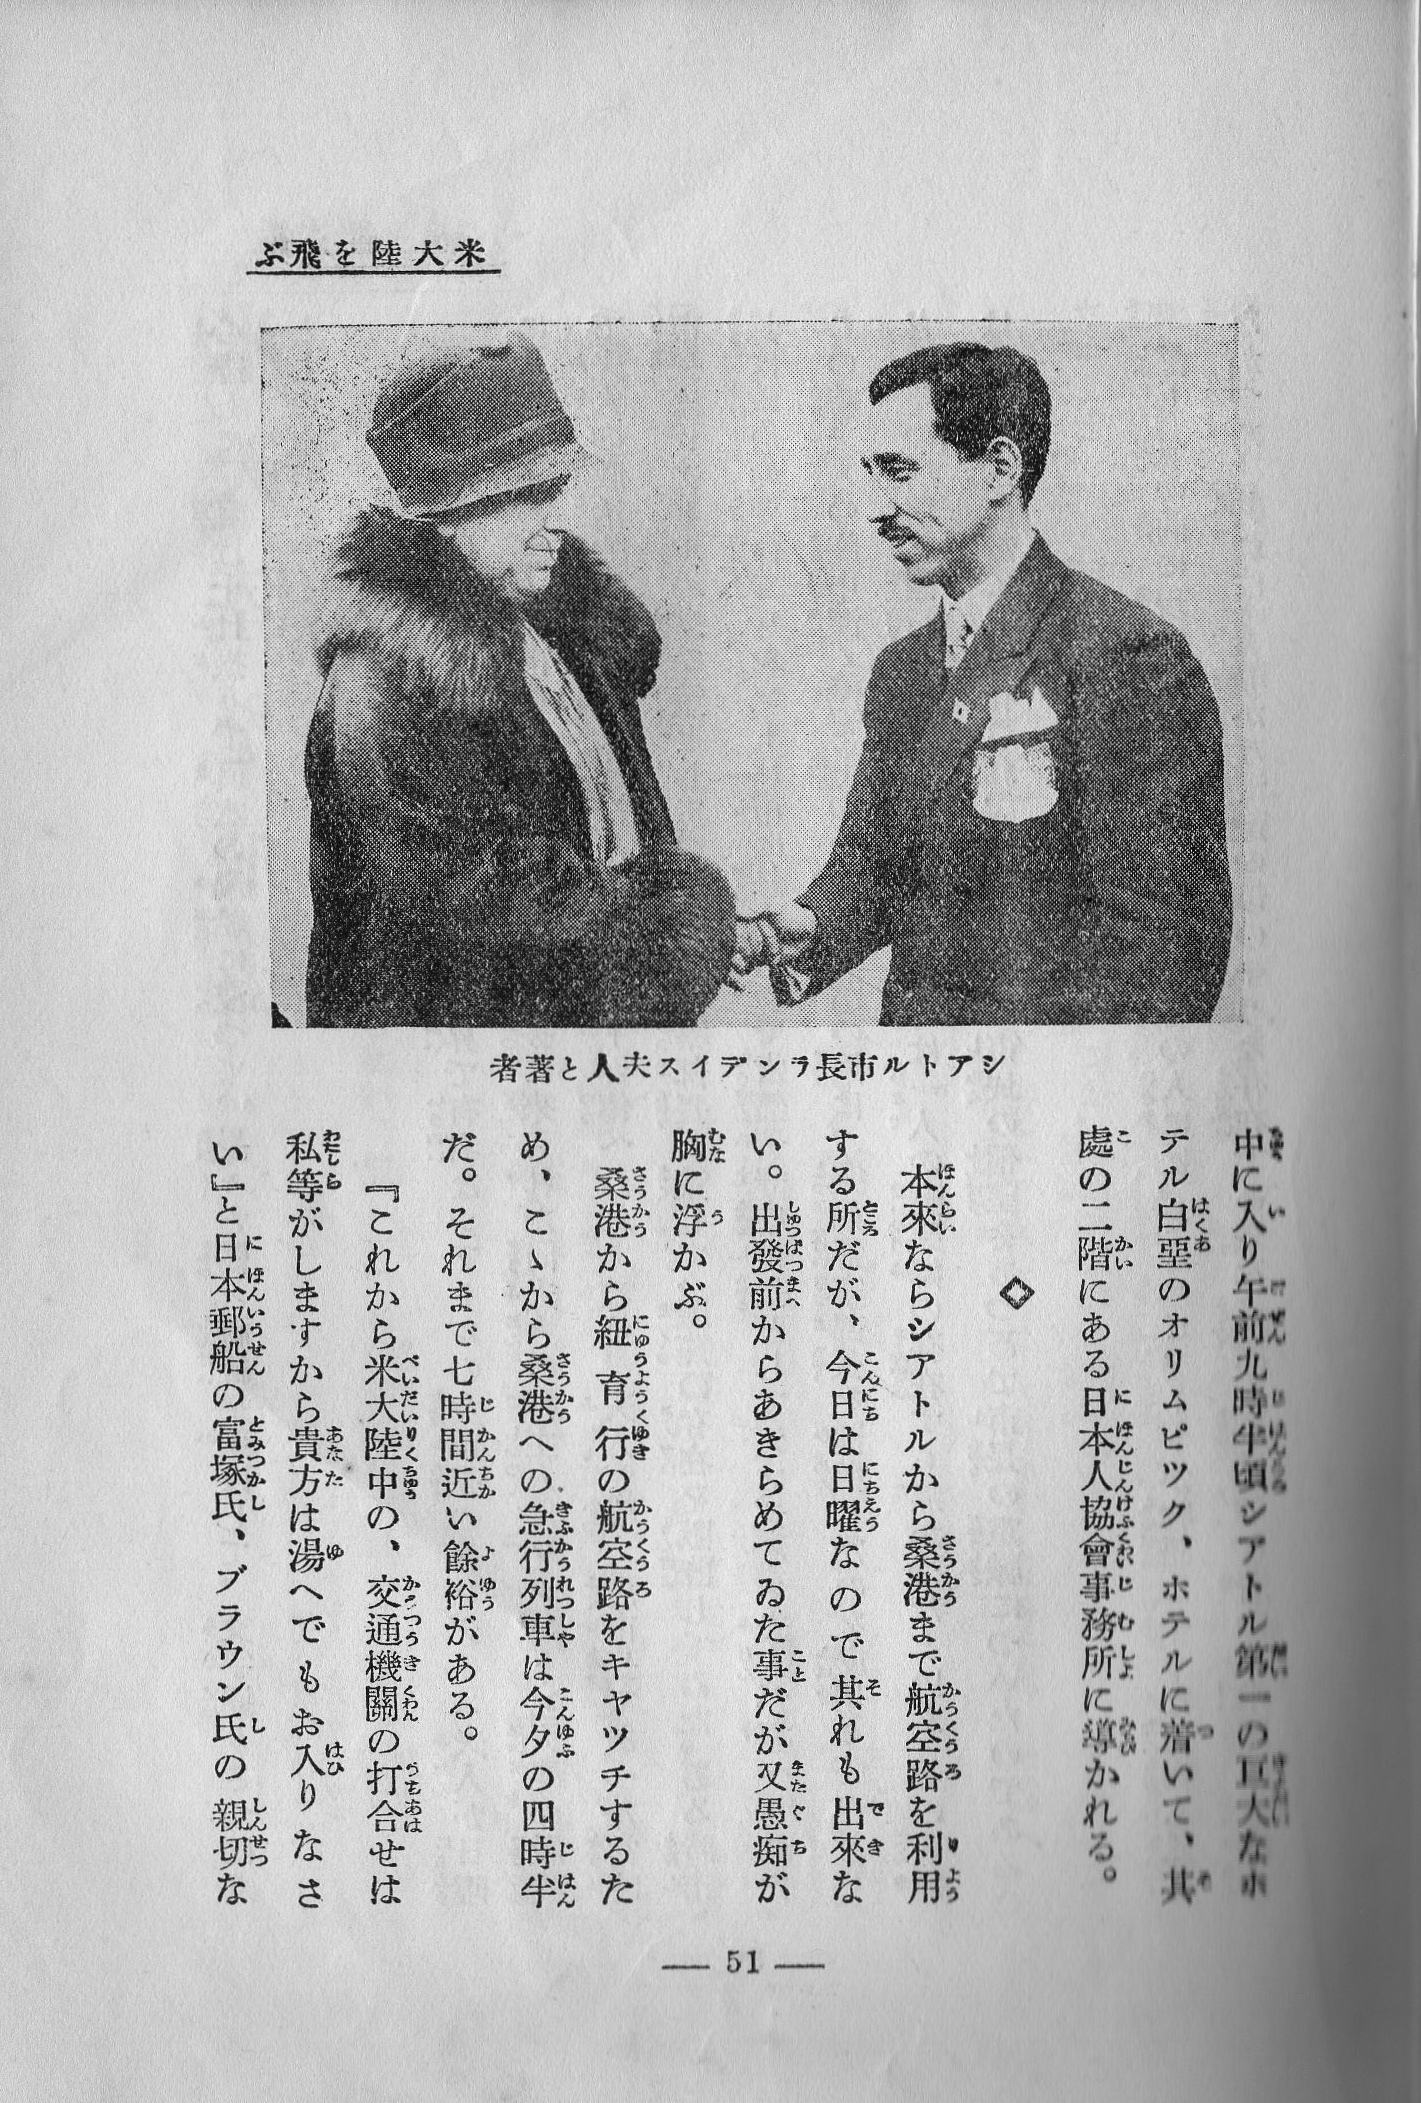 米大陸を飛ぶ
シアトル市長ランデイス夫人と著者
中に入り午前九時半頃シアトル第一の巨大なホ
テル白堊のオリムピツク、ホテルに着いて、其
處の二階にある日本人協會事務所に導かれる。
◇
本來ならシアトルから桑港まで航空路を利用
する所だが、今日は日曜なので其れも出來な
い。出發前からあきらめてゐた事だが又愚痴が
胸に浮かぶ。
桑港から紐育行の航空路をキヤツチするた
め、こゝから桑港への急行列車は今夕の四時半
だ。それまで七時間近い餘裕がある。
『これから米大陸中の、交通機關の打合せは
私等がしますから貴方は湯へでもお入りなさ
い』と日本郵船の富塚氏、ブラウン氏の親切な
— 51 —